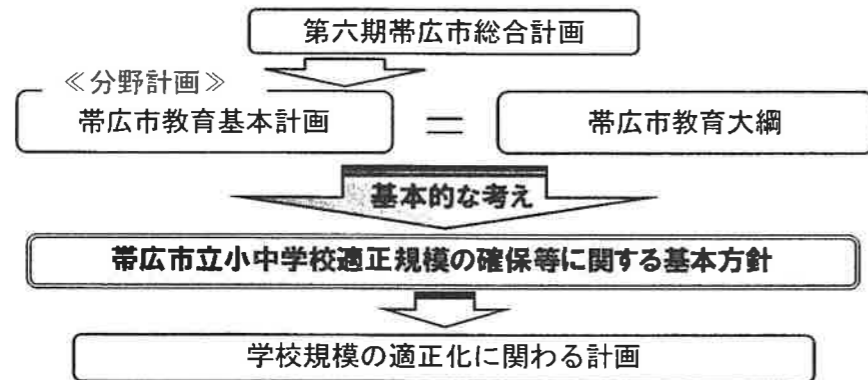 第六期帯広市総合計画
≪分野計画≫
帯広市教育基本計画
＝
帯広市教育大綱
基本的な考え
帯広市立小中学校適正規模の確保等に関する基本方針
学校規模の適正化に関わる計画